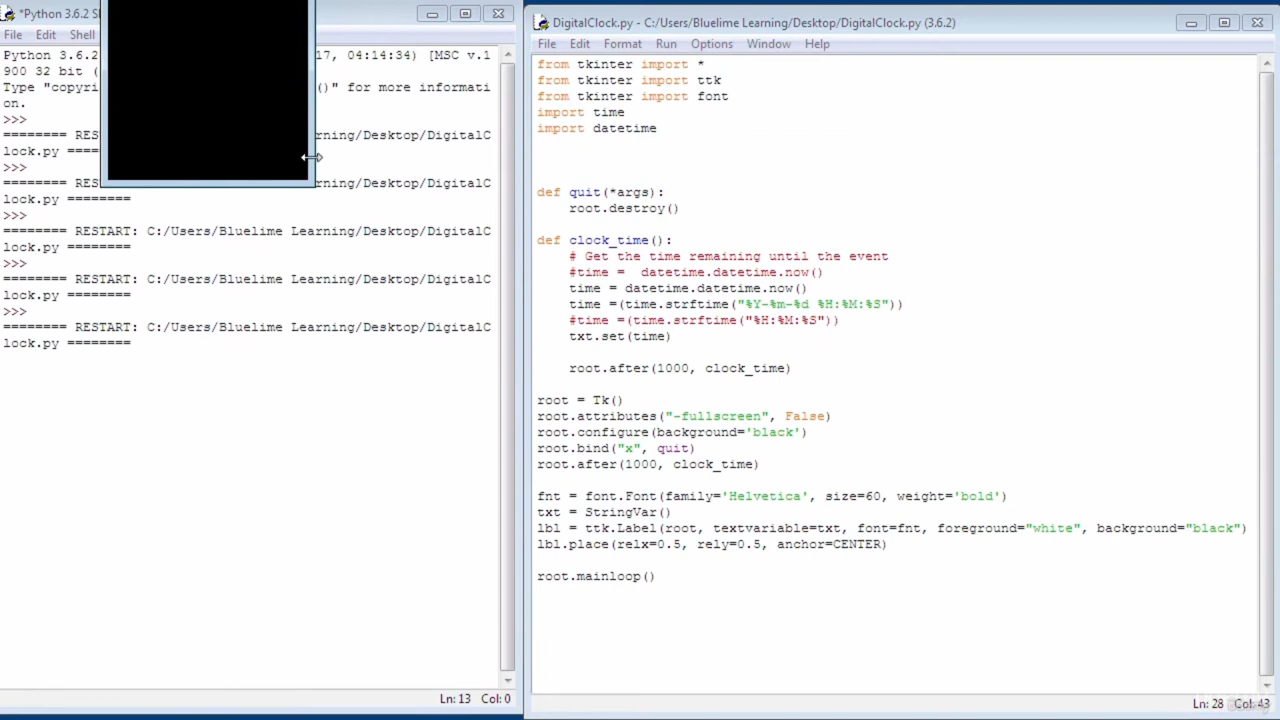 *Python 3.6.2 S
File Edit Shell
Python 3.6.2 17, 04:14:34) [MSC v.1
900 32 bit (
Type "copyri ()" for more informati
on.
>>>
======== RES rning/Desktop/DigitalC
lock.py ========
>>>
======== RES rning/Desktop/DigitalC
lock.py ========
>>>
======== RESTART: C:/Users/Bluelime Learning/Desktop/DigitalC
lock.py ========
>>>
======== RESTART: C:/Users/Bluelime Learning/Desktop/DigitalC
lock.py ========
>>>
======== RESTART: C:/Users/Bluelime Learning/Desktop/DigitalC
lock.py ========
Ln: 13 Col: 0
DigitalClock.py - C:/Users/Bluelime Learning/Desktop/DigitalClock.py (3.6.2)
File Edit Format Run Options Window Help
from tkinter import *
from tkinter import ttk
from tkinter import font
import time
import datetime
def quit(*args):
    root.destroy()
def clock_time():
    # Get the time remaining until the event
    #time =  datetime.datetime.now()
    time = datetime.datetime.now()
    time =(time.strftime("%Y-%m-%d %H:%M:%S"))
    #time =(time.strftime("%H:%M:%S"))
    txt.set(time)
    root.after(1000, clock_time)
root = Tk()
root.attributes("-fullscreen", False)
root.configure(background='black')
root.bind("x", quit)
root.after(1000, clock_time)
fnt = font.Font(family='Helvetica', size=60, weight='bold')
txt = StringVar()
lbl = ttk.Label(root, textvariable=txt, font=fnt, foreground="white", background="black")
lbl.place(relx=0.5, rely=0.5, anchor=CENTER)
root.mainloop()
Ln: 28 Col: 43